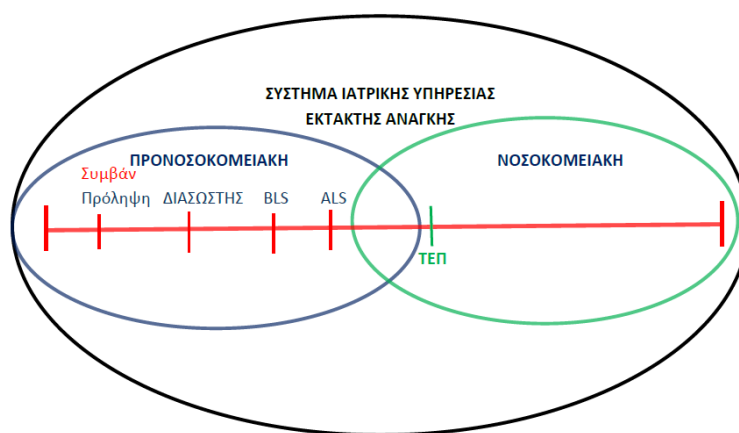 ΣΥΣΤΗΜΑ ΙΑΤΡΙΚΗΣ ΥΠΗΡΕΣΙΑΣ
ΕΚΤΑΚΤΗΣ ΑΝΑΓΚΗΣ
ΠΡΟΝΟΣΟΚΟΜΕΙΑΚΗ
ΝΟΣΟΚΟΜΕΙΑΚΗ
Συμβάν
Πρόληψη ΔΙΑΣΩΣΤΗΣ BLS ALS
ΤΕΠ